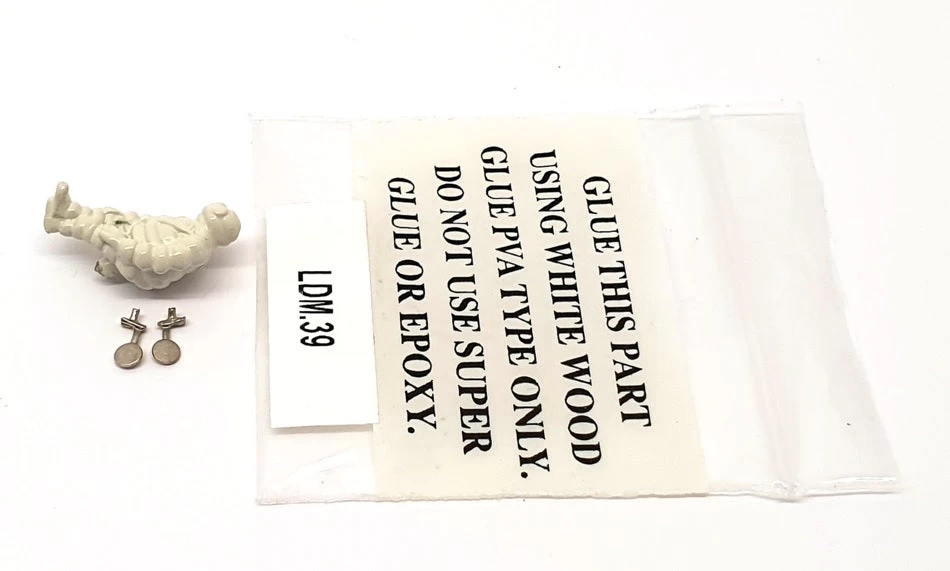 GLUE THIS PART
USING WHITE WOOD
GLUE PVA TYPE ONLY.
DO NOT USE SUPER
GLUE OR EPOXY.
LDM.39